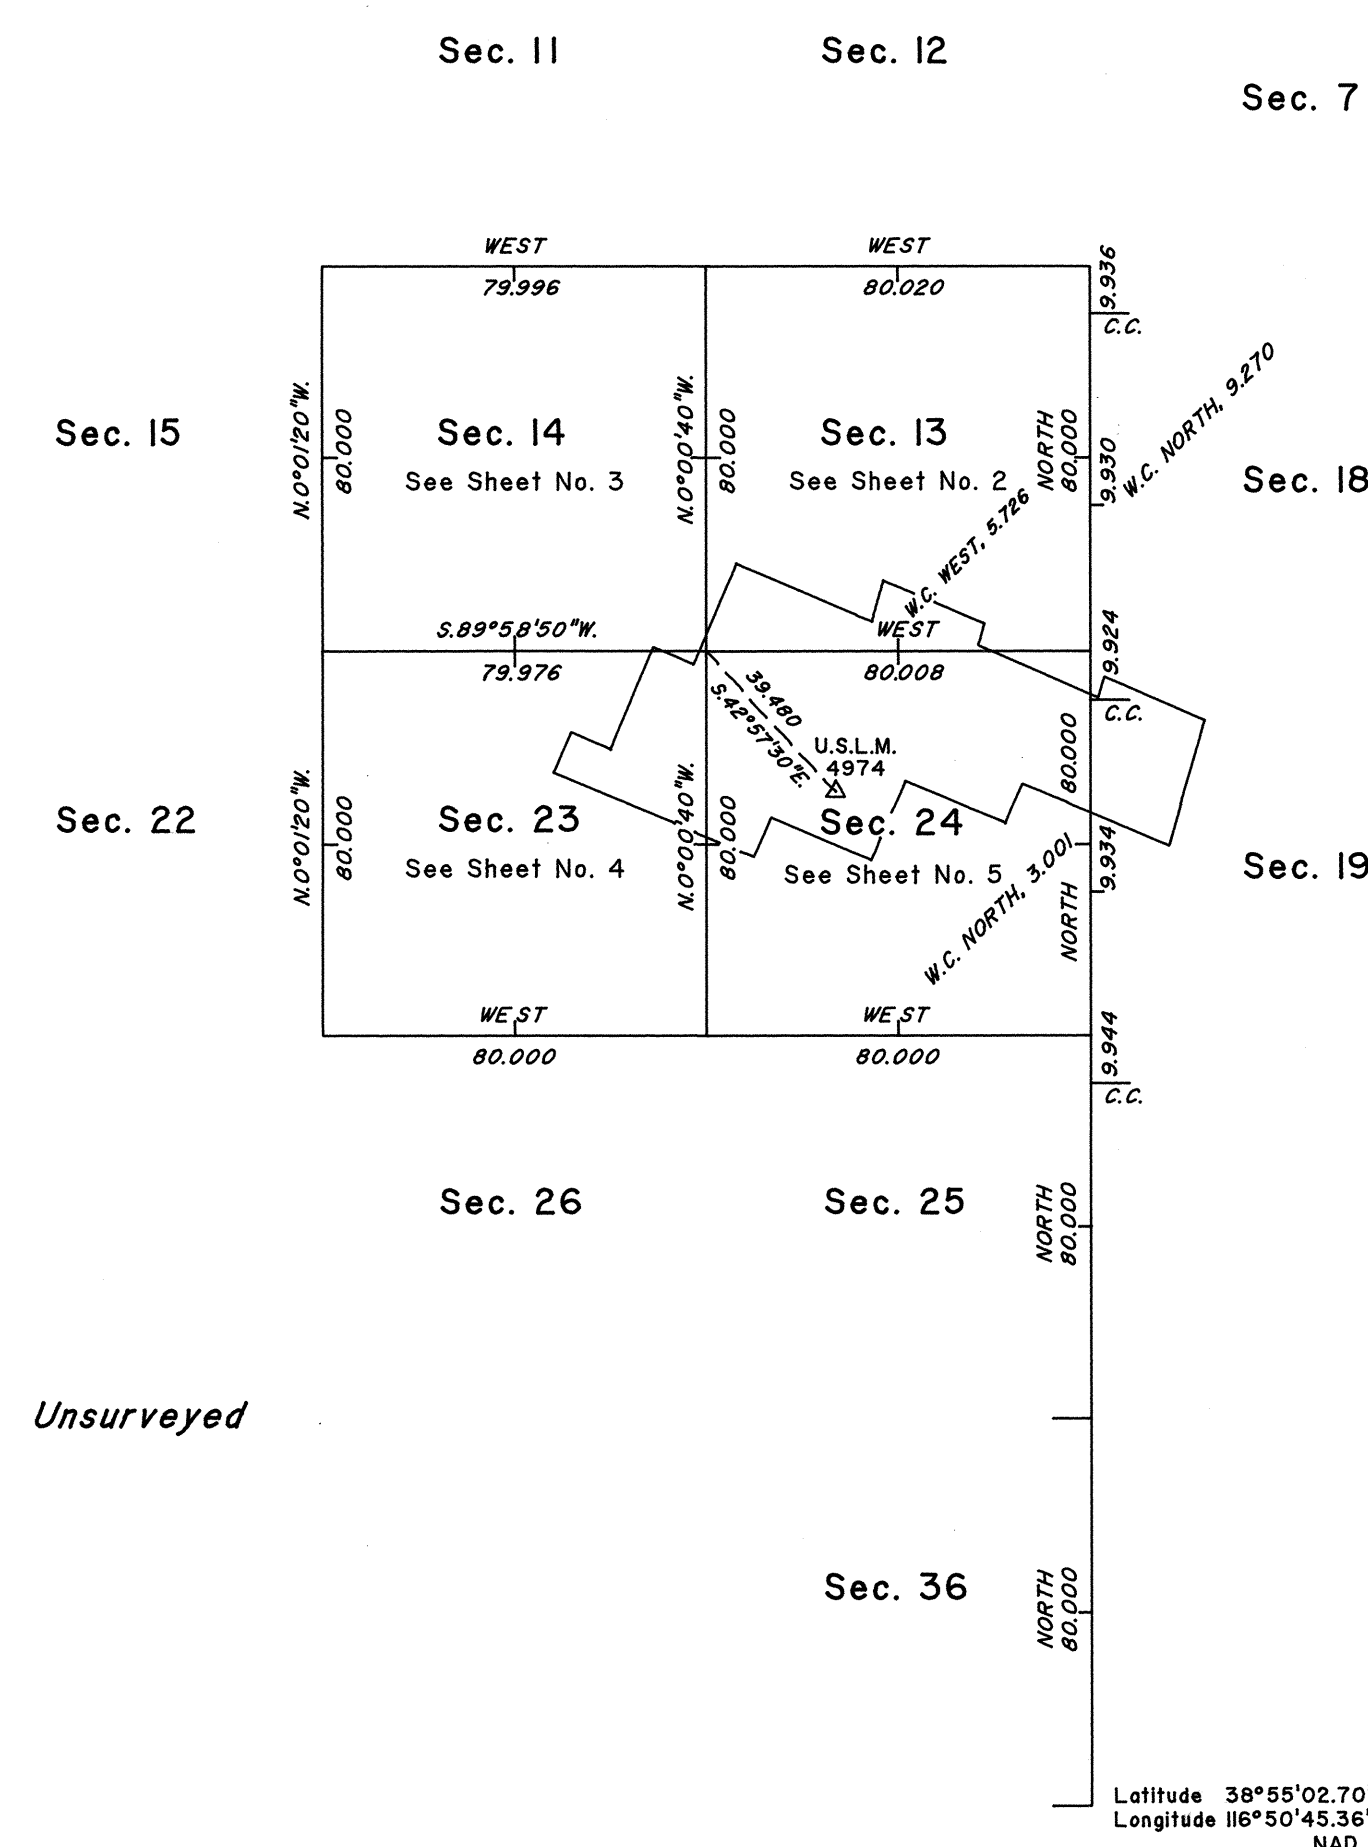 Sec. 11
Sec. 12
Sec. 7
WEST
79.996
WEST
80.020
9.936
C.C.
N.0°01'20"W.
80.000
N.0°00'40"W.
80.000
NORTH
80.000
9.930
W.C. NORTH, 9.270
Sec. 15
Sec. 14
See Sheet No. 3
Sec. 13
See Sheet No. 2
Sec. 18
W.C. WEST, 5.726
S.89°58'50"W.
79.976
WEST
80.008
9.924
C.C.
39.480
S.42°57'30"E.
U.S.L.M.
4974
80.000
N.0°01'20"W.
80.000
N.0°00'40"W.
80.000
Sec. 22
Sec. 23
See Sheet No. 4
Sec. 24
See Sheet No. 5
Sec. 19
9.934
NORTH
W.C. NORTH, 3.001
WEST
80.000
WEST
80.000
9.944
C.C.
Sec. 26
Sec. 25
NORTH
80.000
Unsurveyed
Sec. 36
NORTH
80.000
Latitude 38°55'02.70
Longitude 116°50'45.36"
NAD